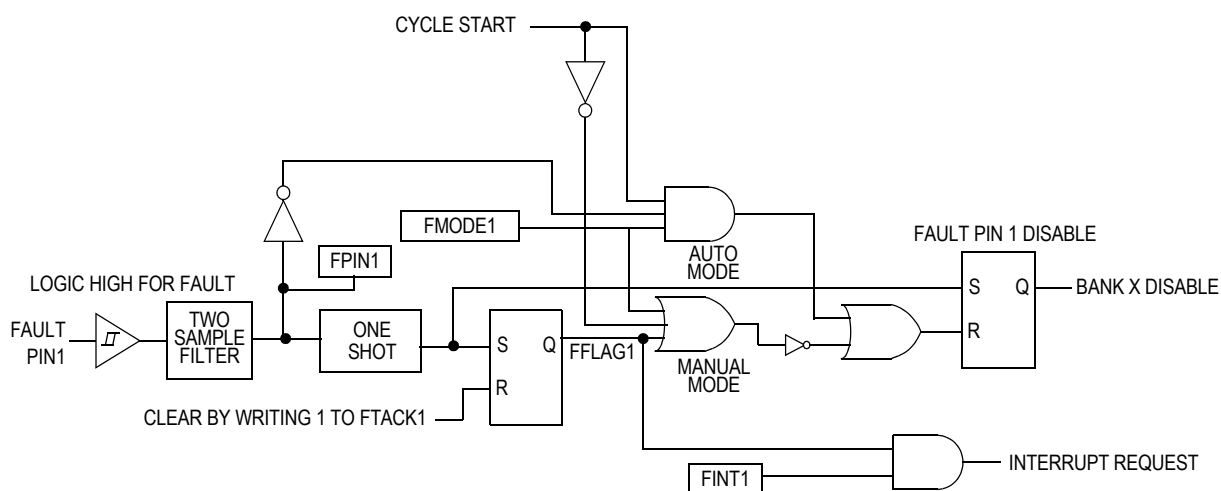 CYCLE START
FMODE1
AUTO
MODE
FAULT PIN 1 DISABLE
FPIN1
LOGIC HIGH FOR FAULT
S
Q
BANK X DISABLE
R
FAULT
PIN1
TWO
SAMPLE
FILTER
ONE
SHOT
S
Q
FFLAG1
R
MANUAL
MODE
CLEAR BY WRITING 1 TO FTACK1
INTERRUPT REQUEST
FINT1